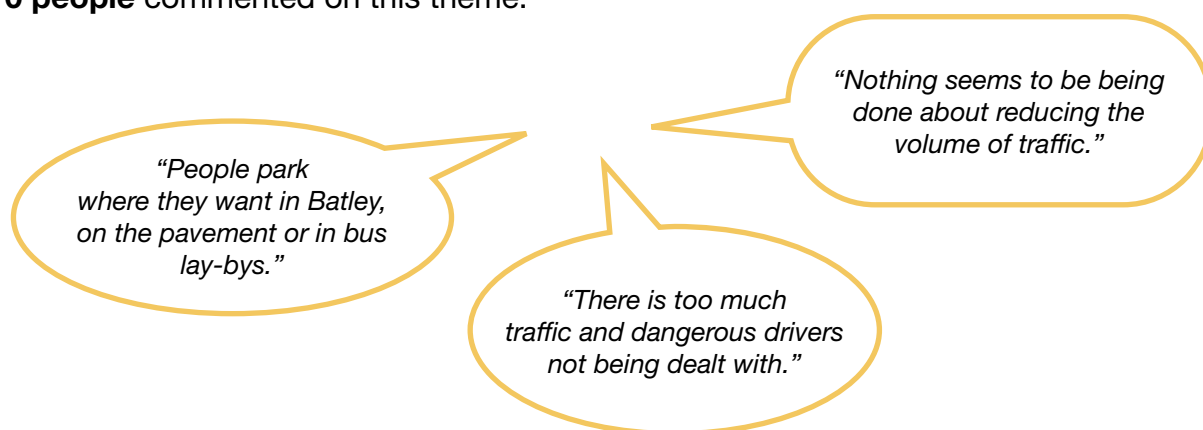 0 people commented on this theme.
“Nothing seems to be being
done about reducing the
volume of traffic.”
“People park
where they want in Batley,
on the pavement or in bus
lay-bys.”
“There is too much
traffic and dangerous drivers
not being dealt with.”